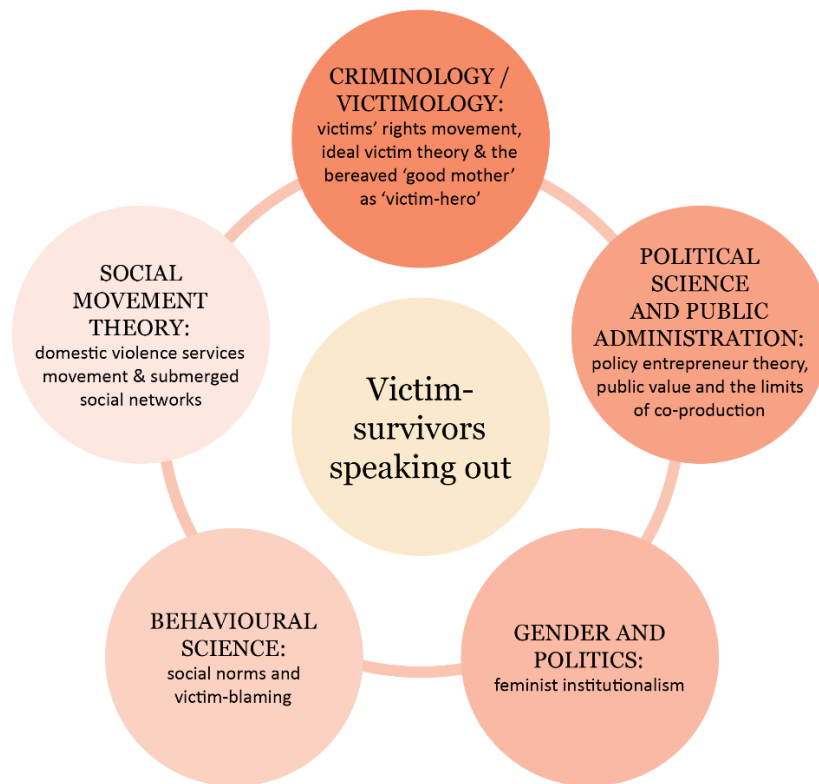 CRIMINOLOGY /
VICTIMOLOGY:
victims’ rights movement,
ideal victim theory & the
bereaved ‘good mother’
as ‘victim-hero’
POLITICAL
SCIENCE
AND PUBLIC
ADMINISTRATION:
policy entrepreneur theory,
public value and the limits
of co-production
GENDER AND
POLITICS:
feminist institutionalism
BEHAVIOURAL
SCIENCE:
social norms and
victim-blaming
SOCIAL
MOVEMENT
THEORY:
domestic violence services
movement & submerged
social networks
Victim-
survivors
speaking out